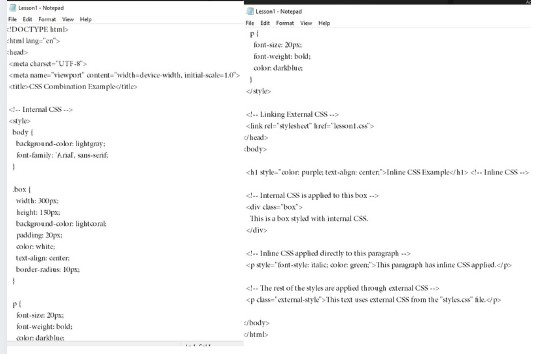 Lesson1 - Notepad
File Edit Format View Help
!DOCTYPE html>
html lang="en">
head>
<meta charset="UTF-8">
<meta name="viewport" content="width=device-width, initial-scale=1.0">
<title>CSS Combination Example</title>
<!-- Internal CSS -->
<style>
body {
background-color: lightgray;
font-family: 'Arial', sans-serif;
}
.box {
width: 300px;
height: 150px;
background-color: lightcoral;
padding: 20px;
color: white;
text-align: center;
border-radius: 10px;
}
p {
font-size: 20px;
font-weight: bold;
color: darkblue;
Lesson1 - Notepad
File Edit Format View Help
p {
font-size: 20px;
font-weight: bold;
color: darkblue;
}
</style>
<!-- Linking External CSS -->
<link rel="stylesheet" href="lesson1.css">
</head>
body>
<h1 style="color: purple; text-align: center;">Inline CSS Example</h1> <!-- Inline CSS -->
<!-- Internal CSS is applied to this box -->
<div class="box">
This is a box styled with internal CSS.
</div>
<!-- Inline CSS applied directly to this paragraph -->
<p style="font-style: italic; color: green;">This paragraph has inline CSS applied.</p>
<!-- The rest of the styles are applied through external CSS -->
<p class="external-style">This text uses external CSS from the "styles.css" file.</p>
</body>
</html>